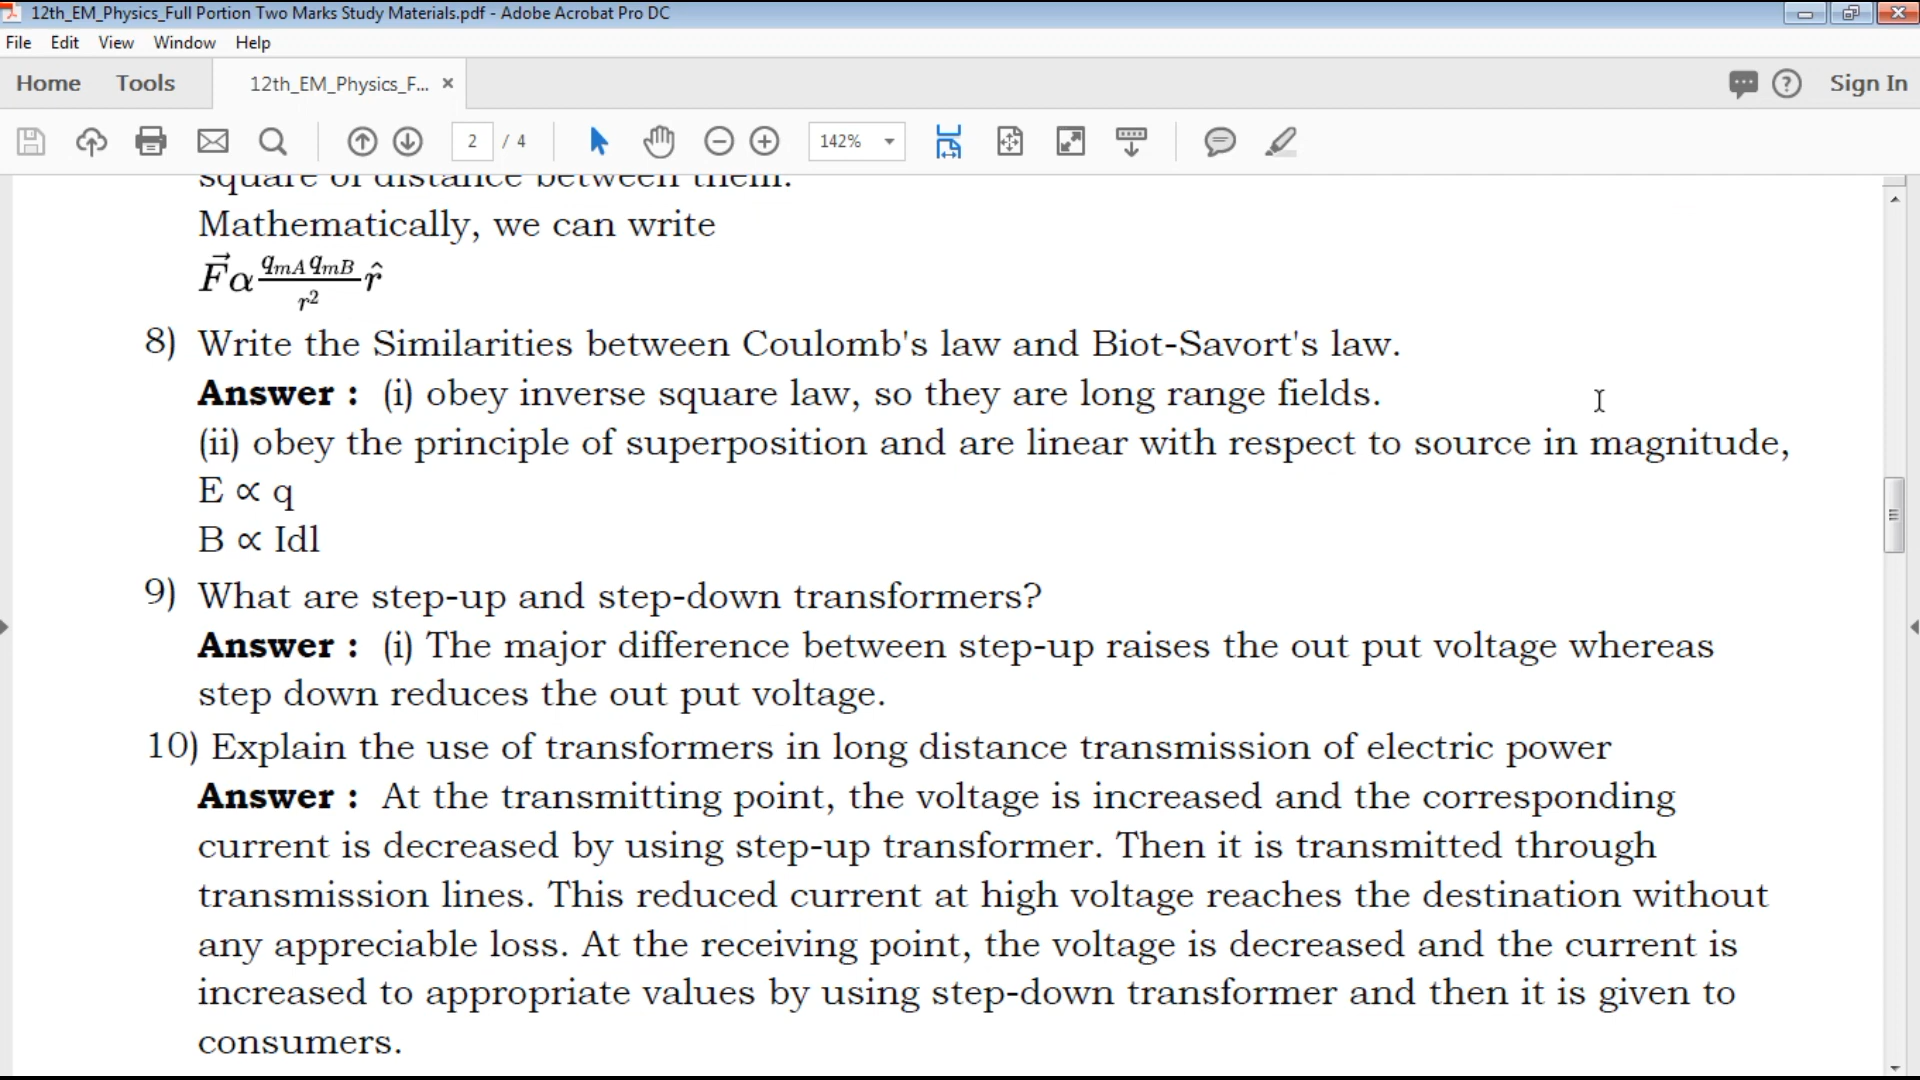 12th_EM_Physics_Full Portion Two Marks Study Materials.pdf - Adobe Acrobat Pro DC
File Edit View Window Help
Home Tools 12th_EM_Physics_F... × Sign In
2 / 4 142%
square of distance between them.
Mathematically, we can write
F⃗ α q_mA q_mB / r² r̂
8) Write the Similarities between Coulomb's law and Biot-Savort's law.
Answer : (i) obey inverse square law, so they are long range fields.
(ii) obey the principle of superposition and are linear with respect to source in magnitude,
E ∝ q
B ∝ Idl
9) What are step-up and step-down transformers?
Answer : (i) The major difference between step-up raises the out put voltage whereas
step down reduces the out put voltage.
10) Explain the use of transformers in long distance transmission of electric power
Answer : At the transmitting point, the voltage is increased and the corresponding
current is decreased by using step-up transformer. Then it is transmitted through
transmission lines. This reduced current at high voltage reaches the destination without
any appreciable loss. At the receiving point, the voltage is decreased and the current is
increased to appropriate values by using step-down transformer and then it is given to
consumers.